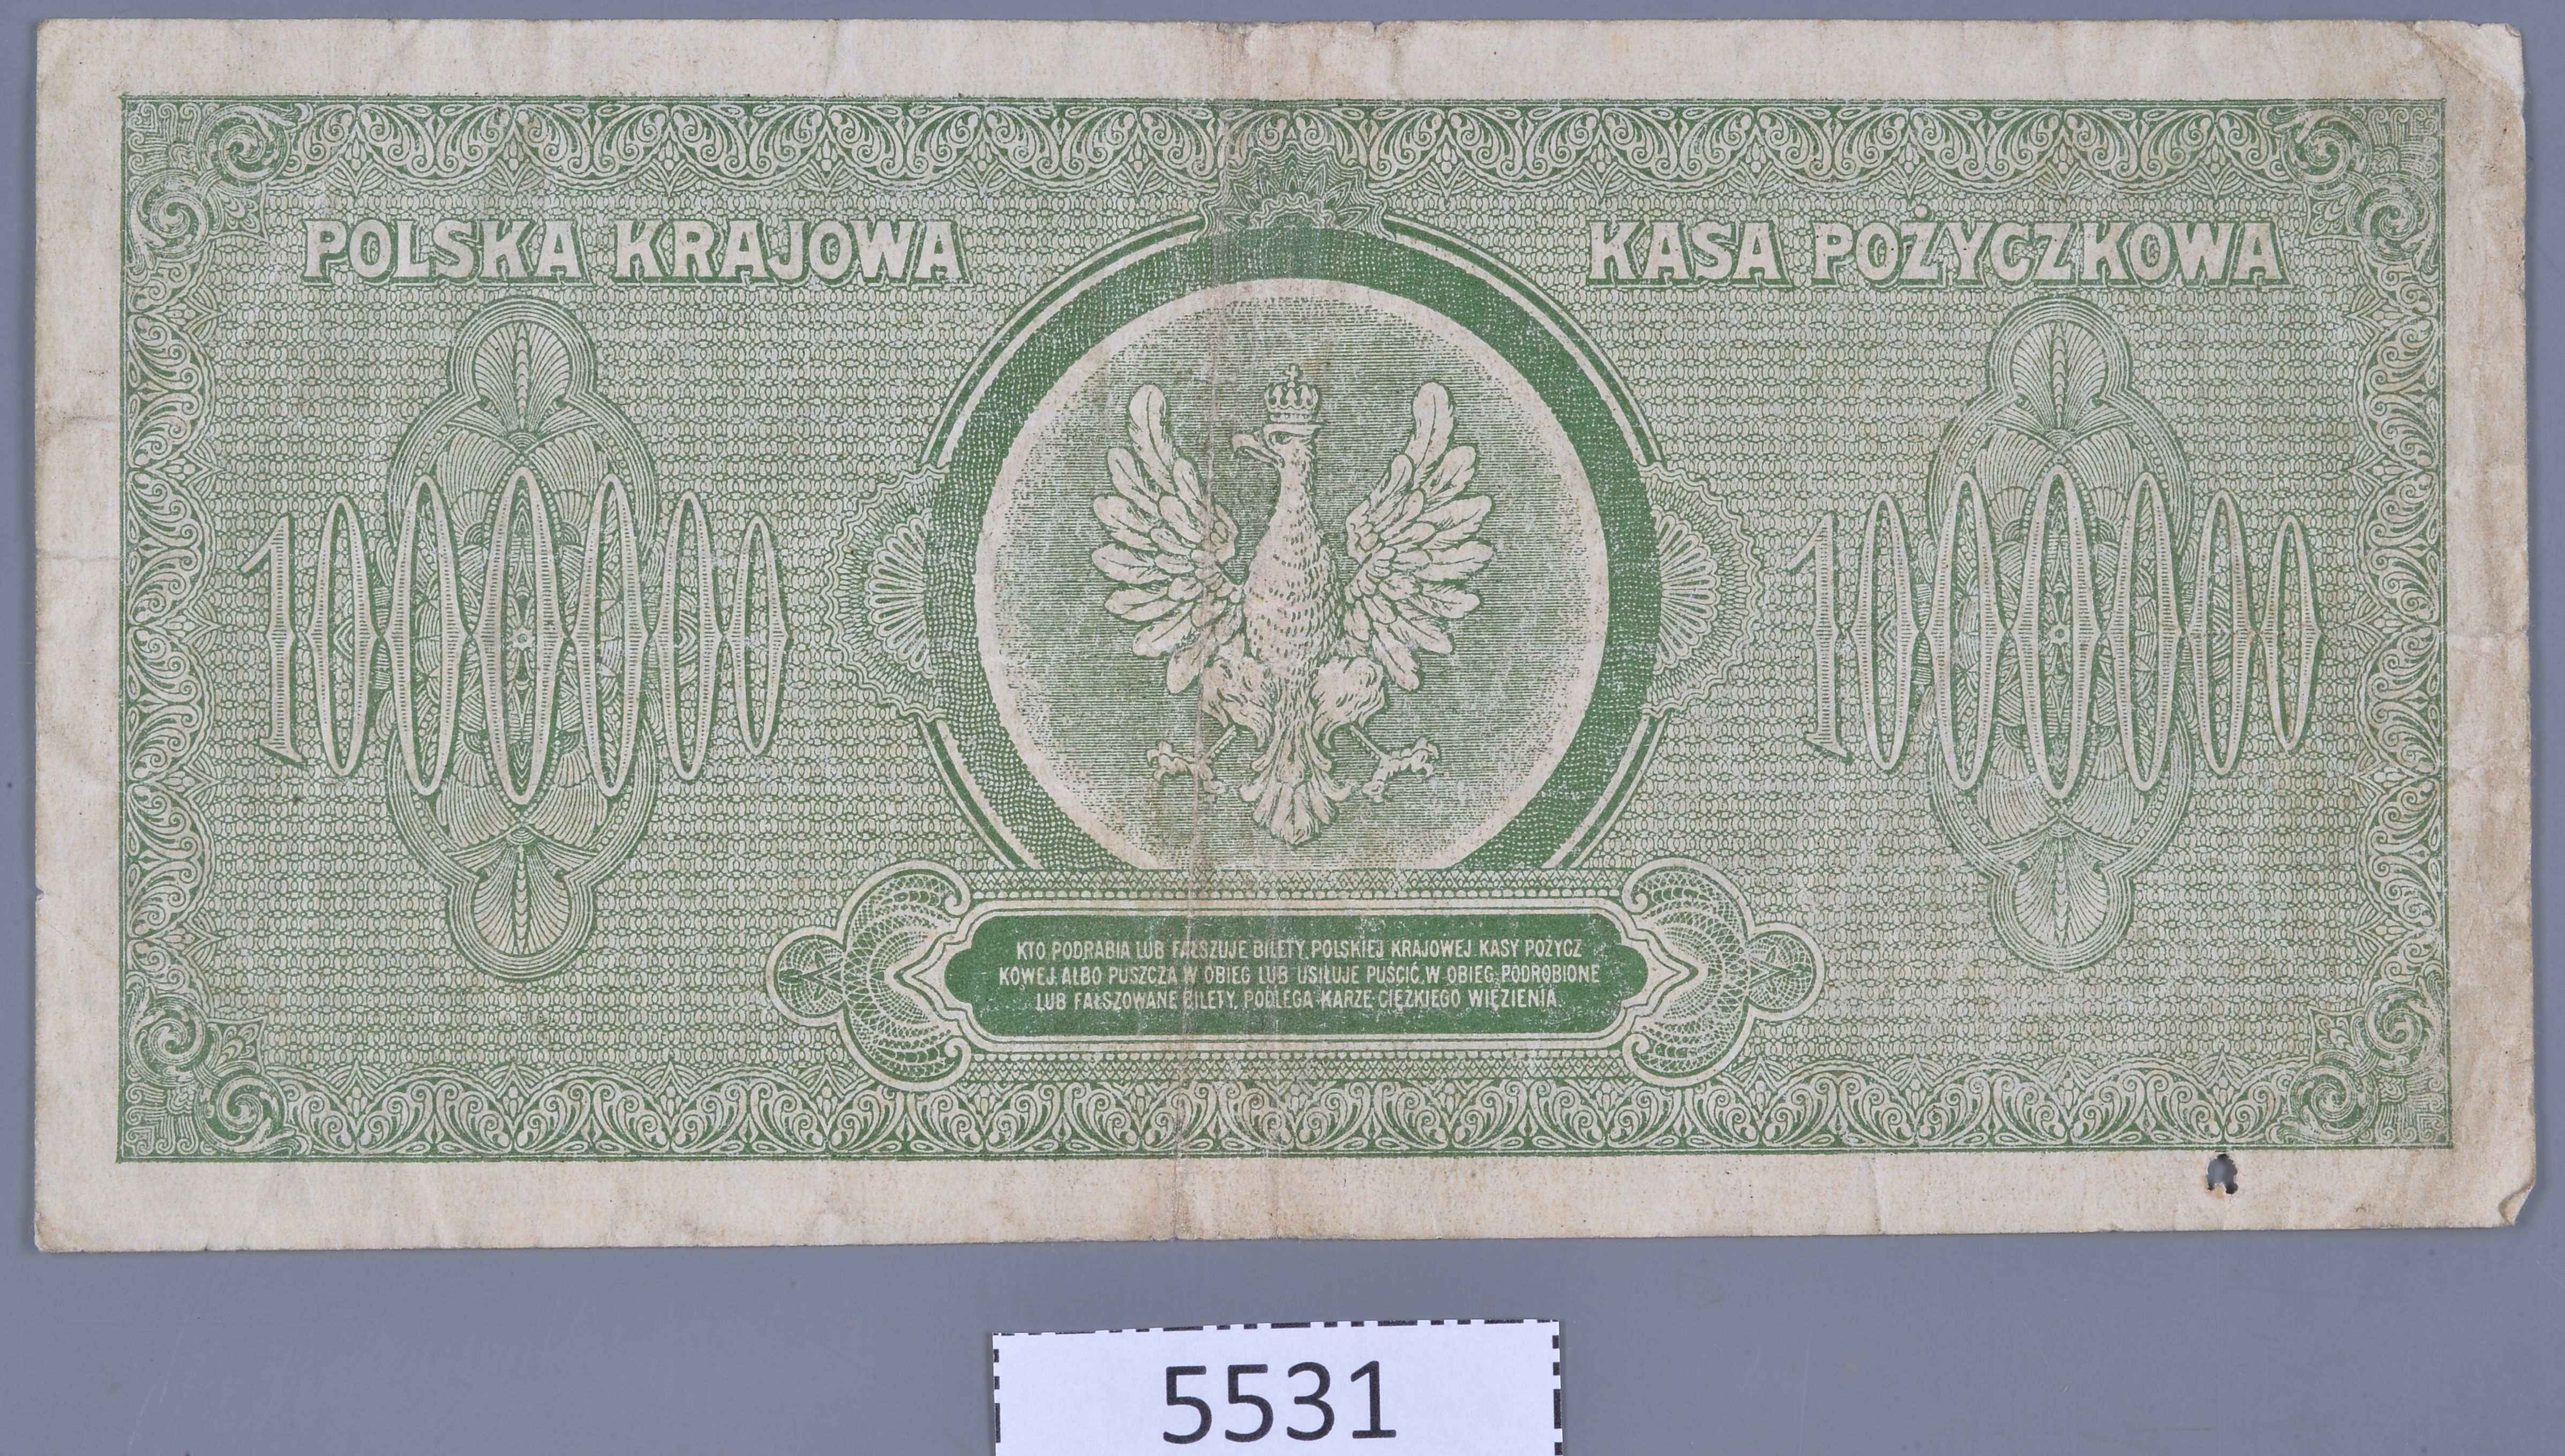 POLSKA KRAJOWA KASA POŻYCZKOWA
1000000 1000000
KTO PODRABIA LUB FAŁSZUJE BILETY POLSKIEJ KRAJOWEJ KASY POŻYCZ
KOWEJ ALBO PUSZCZA W OBIEG LUB USIŁUJE PUŚCIĆ W OBIEG PODROBIONE
LUB FAŁSZOWANE BILETY, PODLEGA KARZE CIĘŻKIEGO WIĘZIENIA.
5531